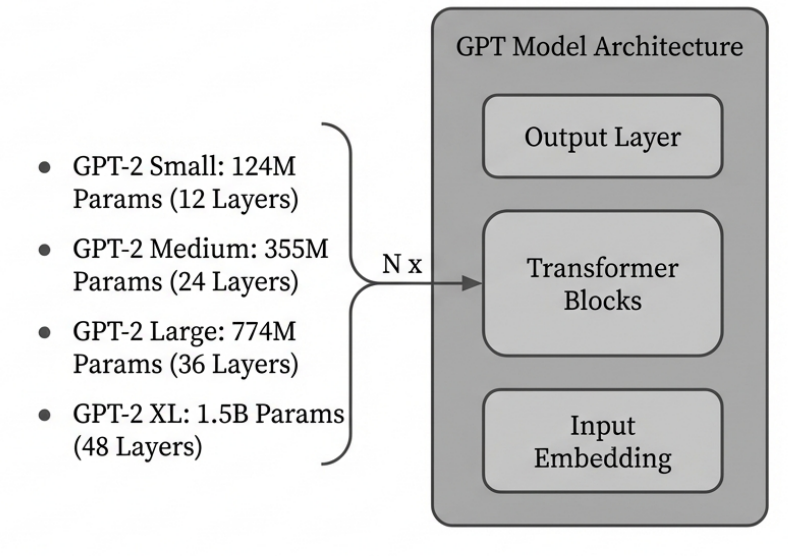 GPT Model Architecture
Output Layer
• GPT-2 Small: 124M
Params (12 Layers)
• GPT-2 Medium: 355M
Params (24 Layers)
• GPT-2 Large: 774M
Params (36 Layers)
• GPT-2 XL: 1.5B Params
(48 Layers)
N x
Transformer
Blocks
Input
Embedding